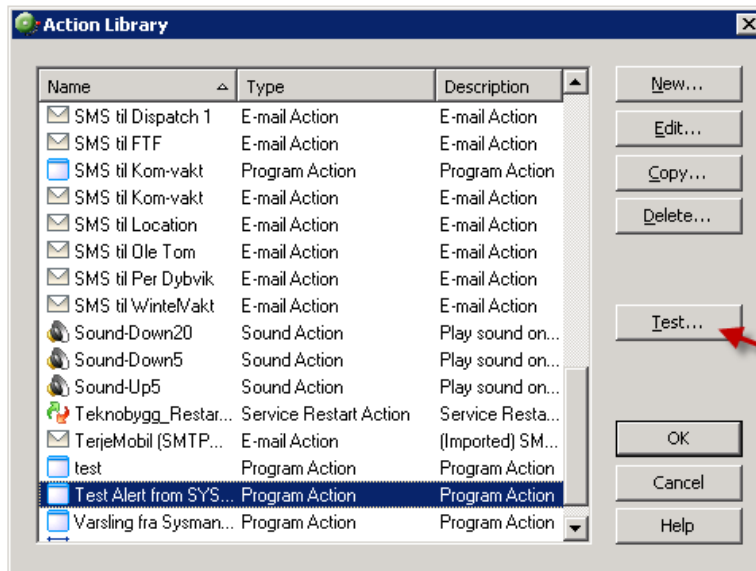 Action Library
Name Type Description
SMS til Dispatch 1 E-mail Action E-mail Action
SMS til FTF E-mail Action E-mail Action
SMS til Kom-vakt Program Action Program Action
SMS til Kom-vakt E-mail Action E-mail Action
SMS til Location E-mail Action E-mail Action
SMS til Ole Tom E-mail Action E-mail Action
SMS til Per Dybvik E-mail Action E-mail Action
SMS til WintelVakt E-mail Action E-mail Action
Sound-Down20 Sound Action Play sound on...
Sound-Down5 Sound Action Play sound on...
Sound-Up5 Sound Action Play sound on...
Teknobygg_Restar... Service Restart Action Service Resta...
TerjeMobil (SMTP... E-mail Action (Imported) SM...
test Program Action Program Action
Test Alert from SYS... Program Action Program Action
Varsling fra Sysman... Program Action Program Action
New...
Edit...
Copy...
Delete...
Test...
OK
Cancel
Help